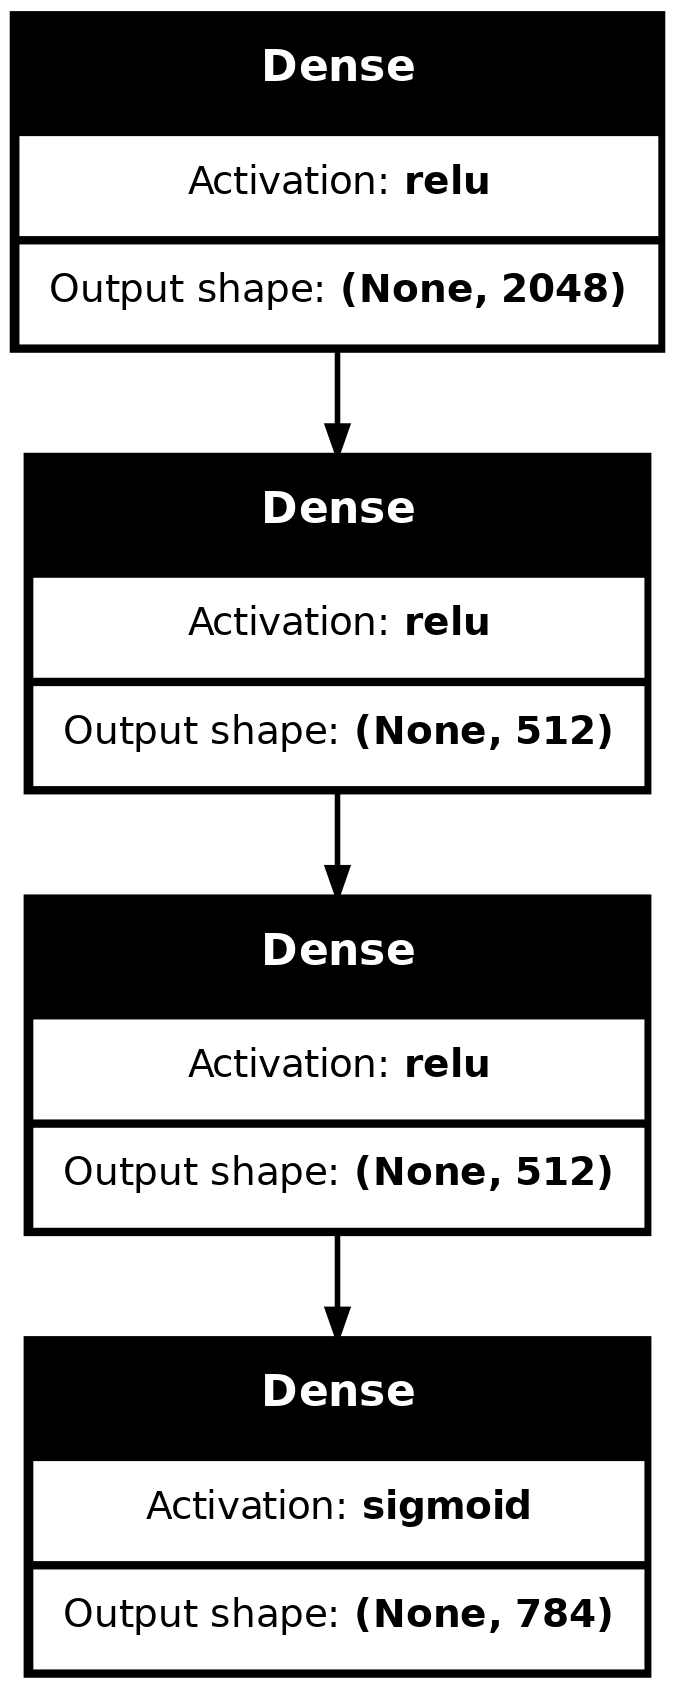 Dense
Activation: relu
Output shape: (None, 2048)
Dense
Activation: relu
Output shape: (None, 512)
Dense
Activation: relu
Output shape: (None, 512)
Dense
Activation: sigmoid
Output shape: (None, 784)